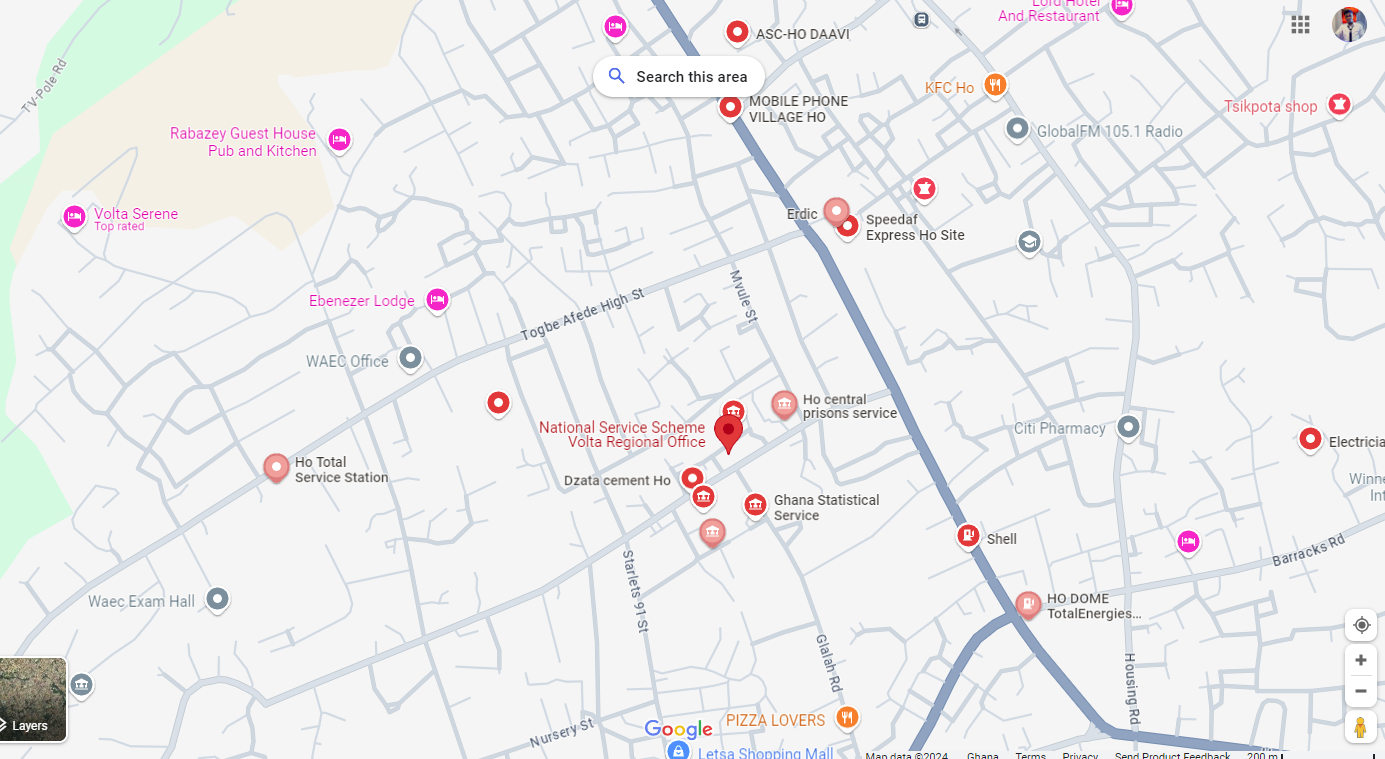 Lord Hotel
And Restaurant
ASC-HO DAAVI
Search this area
KFC Ho
MOBILE PHONE
VILLAGE HO
Tsikpota shop
GlobalFM 105.1 Radio
TV-Pole Rd
Rabazey Guest House
Pub and Kitchen
Volta Serene
Top rated
Erdic
Speedaf
Express Ho Site
Mvule St
Ebenezer Lodge
Togbe Afede High St
WAEC Office
Ho central
prisons service
National Service Scheme
Volta Regional Office
Citi Pharmacy
Electricia
Ho Total
Service Station
Dzata cement Ho
Ghana Statistical
Service
Winne
Int
Shell
Barracks Rd
Starlets 91 St
Waec Exam Hall
HO DOME
TotalEnergies...
Glalah Rd
Housing Rd
Layers
Nursery St
Google
PIZZA LOVERS
Letsa Shopping Mall
Map data ©2024 Ghana Terms Privacy Send Product Feedback 200 m